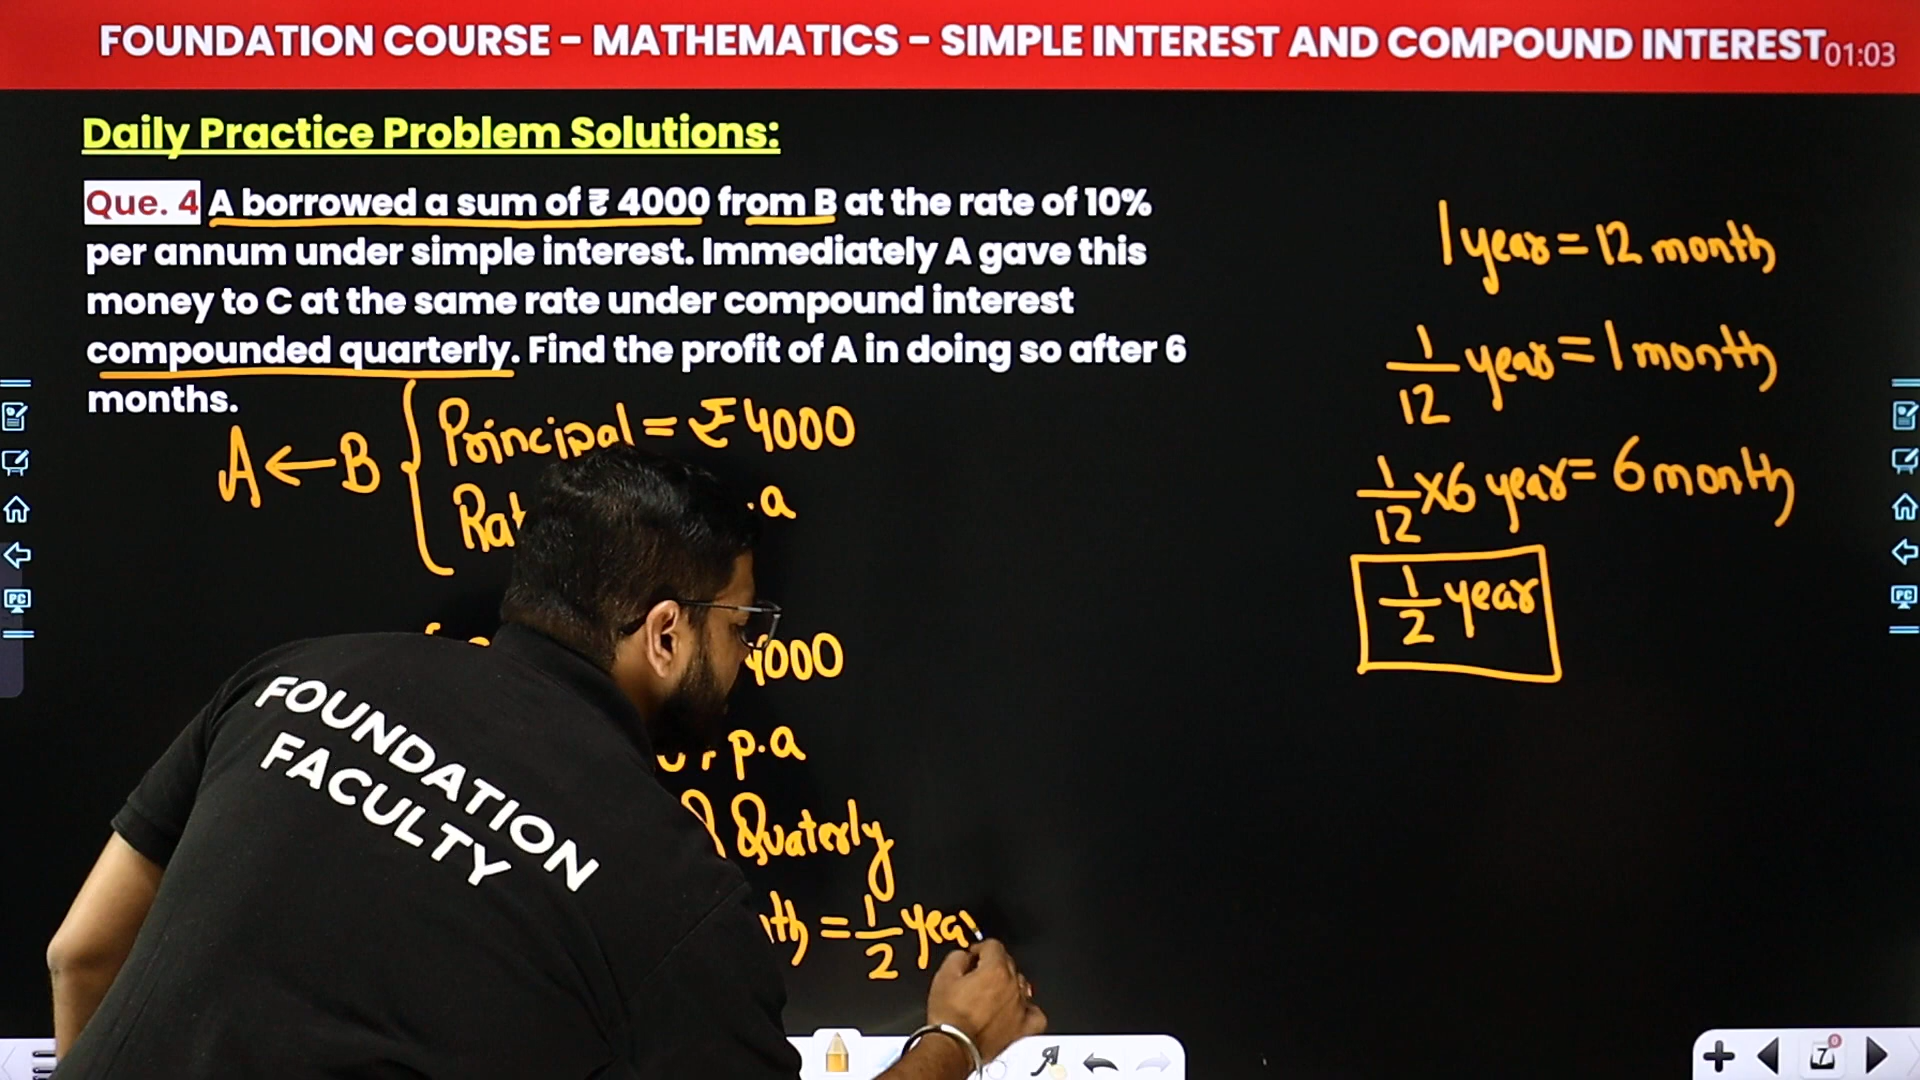 FOUNDATION COURSE - MATHEMATICS - SIMPLE INTEREST AND COMPOUND INTEREST
01:03
Daily Practice Problem Solutions:
Que. 4 A borrowed a sum of ₹ 4000 from B at the rate of 10%
per annum under simple interest. Immediately A gave this
money to C at the same rate under compound interest
compounded quarterly. Find the profit of A in doing so after 6
months.
A ← B { Principal = ₹ 4000
.a
4000
p.a
Quaterly
= 1/2 yea
1 year = 12 month
1/12 year = 1 month
1/12 × 6 year = 6 month
1/2 year
FOUNDATION
FACULTY
PC
PC
7